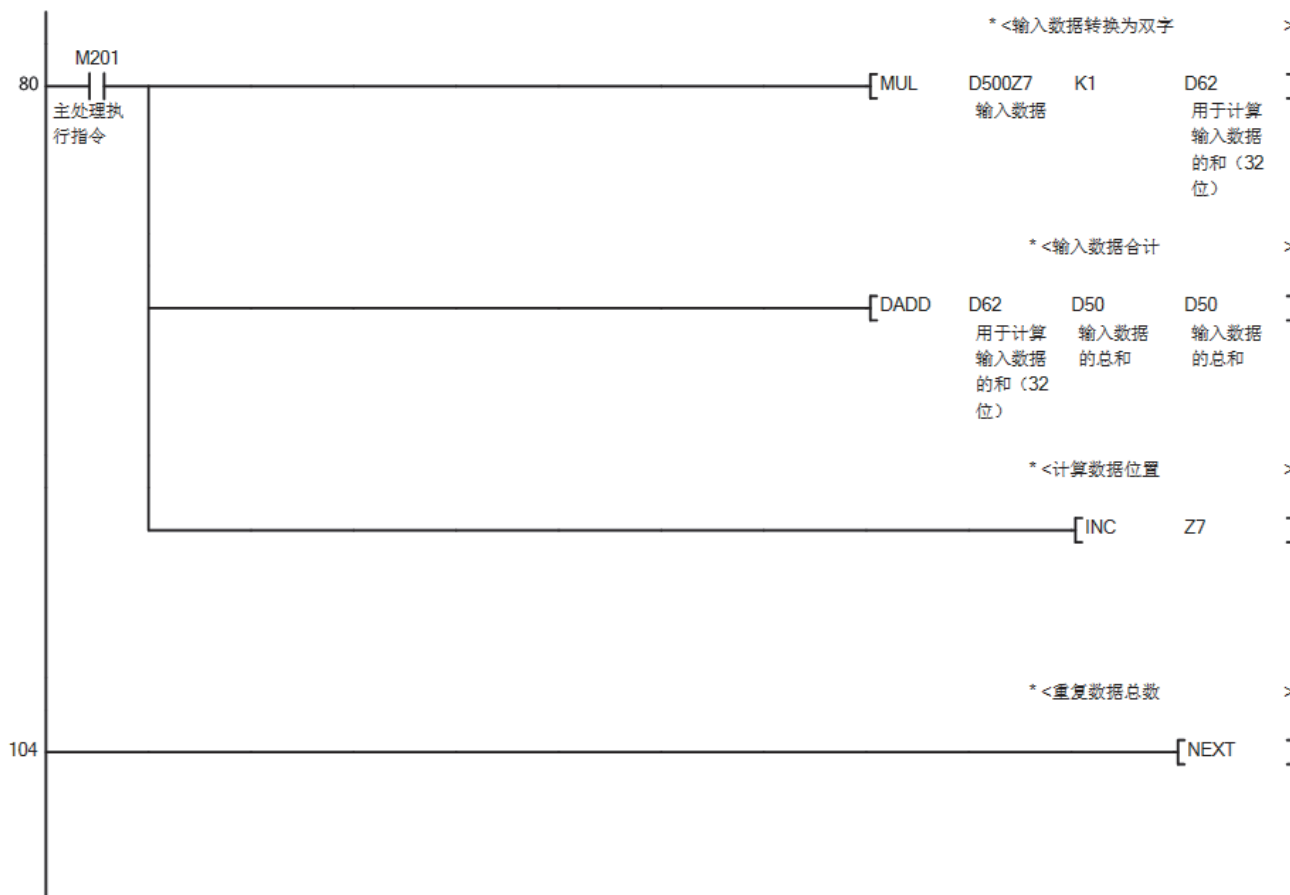 * <输入数据转换为双字 >
M201
80
MUL D500Z7 K1 D62
主处理执
行指令
输入数据
用于计算
输入数据
的和（32
位）
* <输入数据合计 >
DADD D62 D50 D50
用于计算
输入数据
的和（32
位）
输入数据
的总和
输入数据
的总和
* <计算数据位置 >
INC Z7
* <重复数据总数 >
104
NEXT